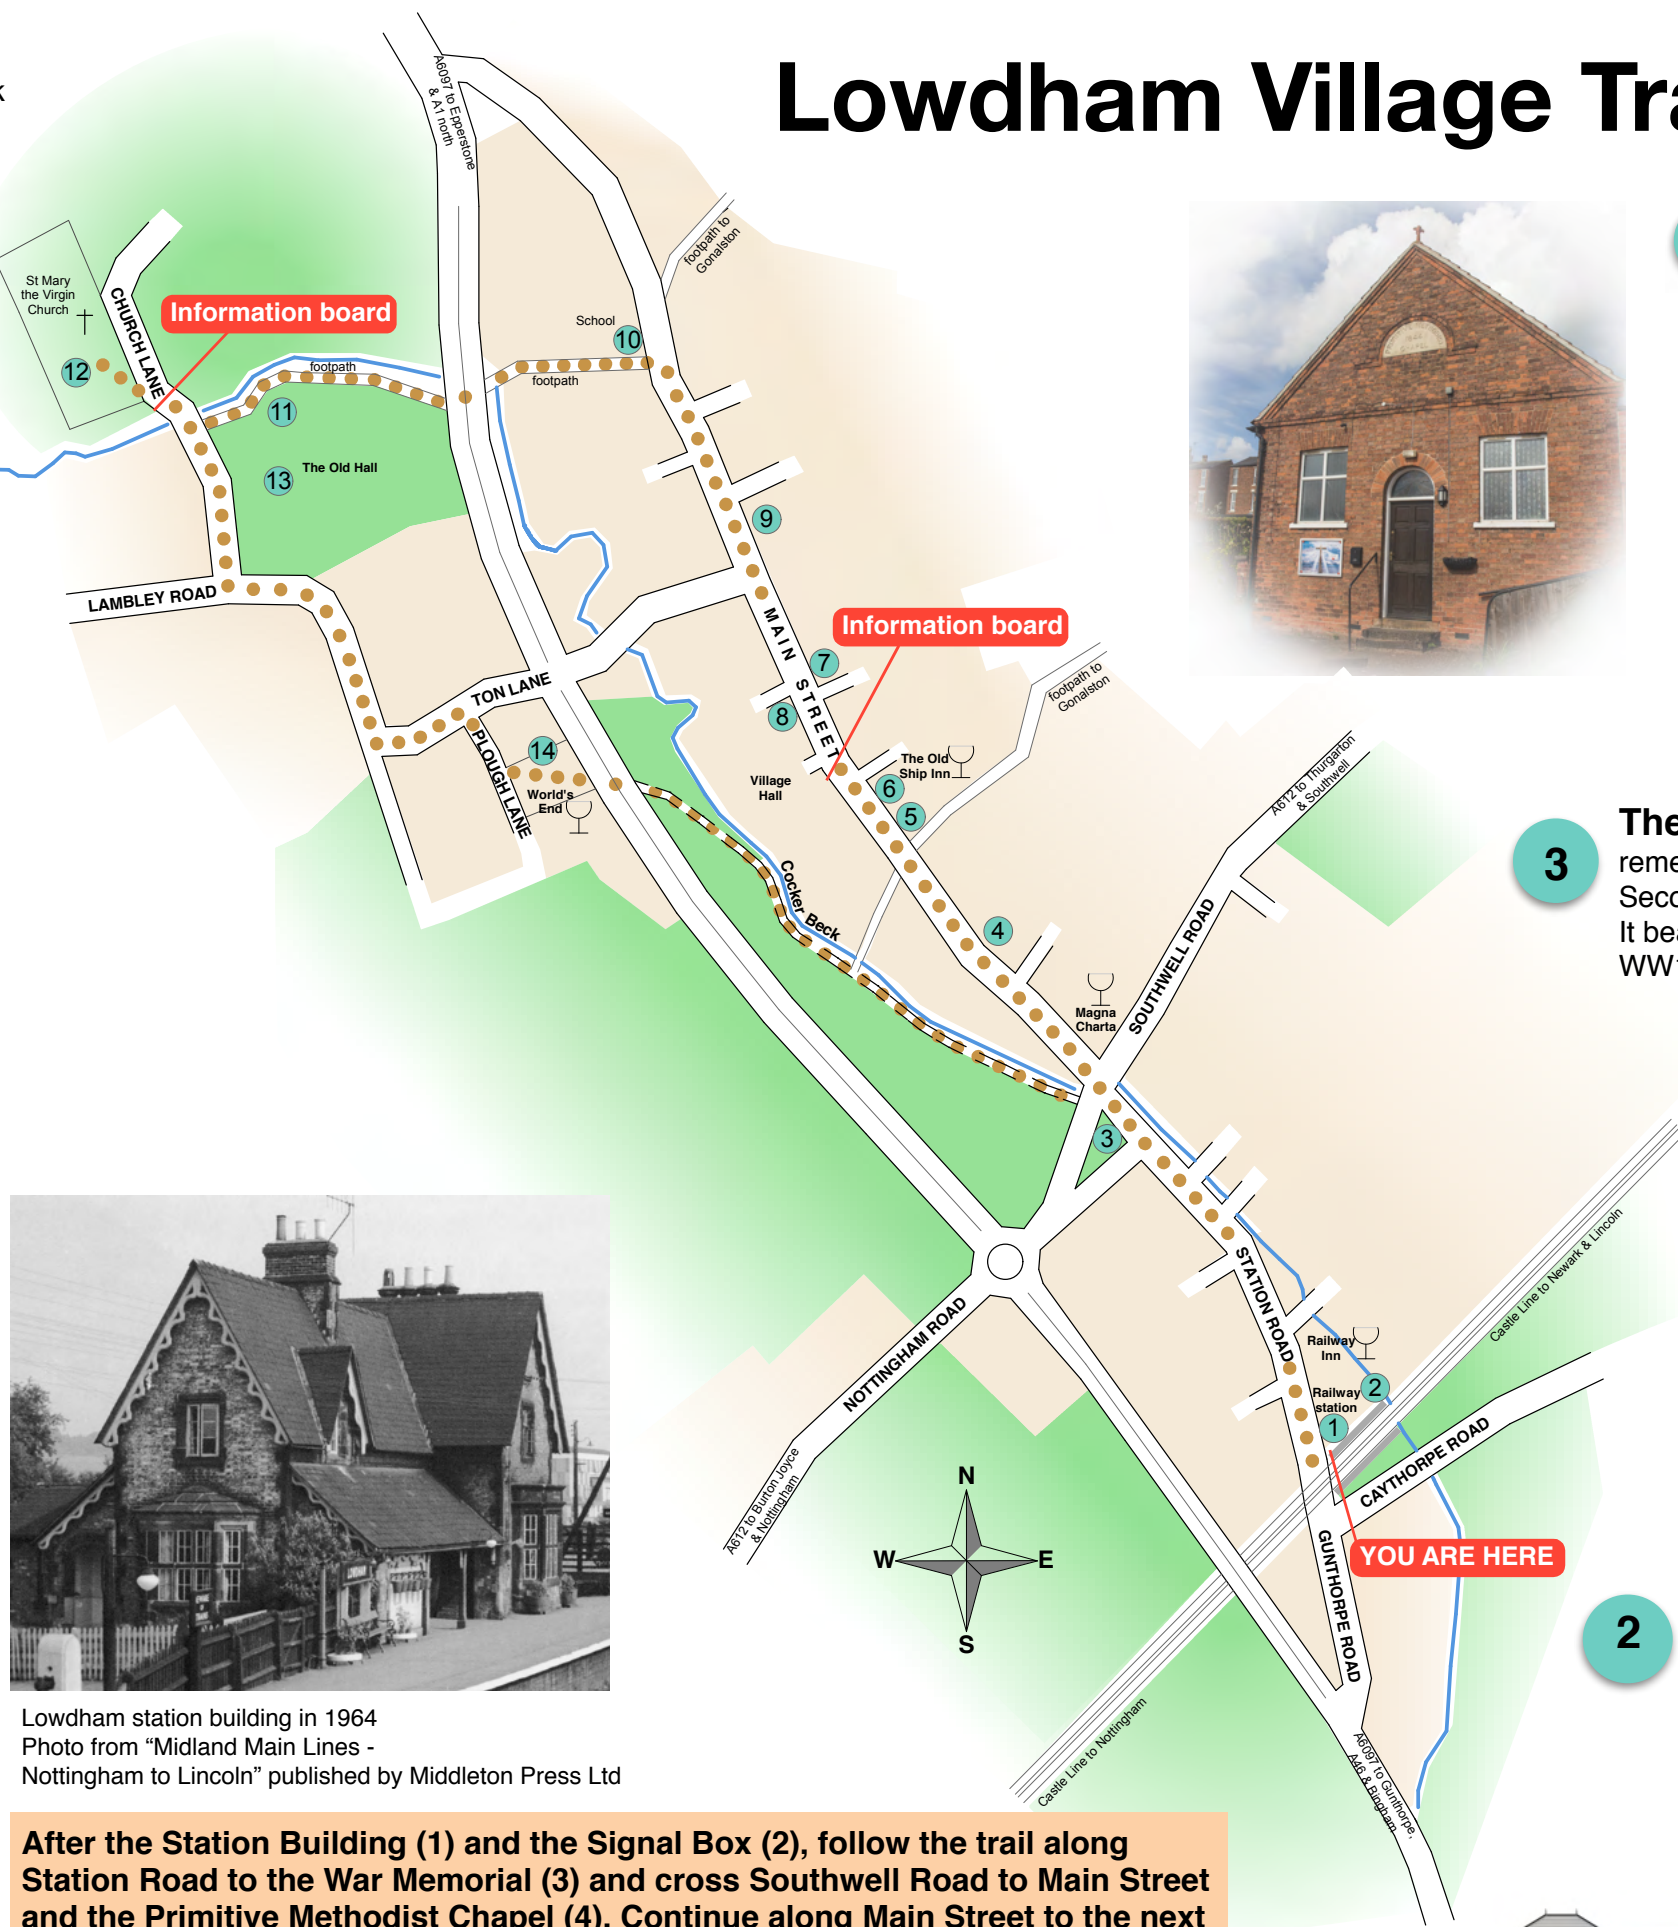 Lowdham Village Tra
A6097 to Epperstone
& A1 north
footpath to
Gonalston
St Mary
the Virgin
Church
CHURCH LANE
Information board
School
10
footpath
footpath
12
11
13
The Old Hall
9
LAMBLEY ROAD
MAIN STREET
Information board
7
8
footpath to
Gonalston
TON LANE
PLOUGH LANE
14
World's
End
Village
Hall
The Old
Ship Inn
6
5
A612 to Thurgarton
& Southwell
Cocker Beck
4
Magna
Charta
SOUTHWELL ROAD
3
The
reme
Seco
It bea
WW
3
STATION ROAD
Castle Line to Newark & Lincoln
Railway
Inn
2
Railway
station
1
NOTTINGHAM ROAD
A612 to Burton Joyce
& Nottingham
CAYTHORPE ROAD
YOU ARE HERE
GUNTHORPE ROAD
N
W
E
S
2
Castle Line to Nottingham
A6097 to Gunthorpe,
A46 & Bingham
LOWDHAM
Lowdham station building in 1964
Photo from “Midland Main Lines -
Nottingham to Lincoln” published by Middleton Press Ltd
After the Station Building (1) and the Signal Box (2), follow the trail along
Station Road to the War Memorial (3) and cross Southwell Road to Main Street
and the Primitive Methodist Chapel (4). Continue along Main Street to the next